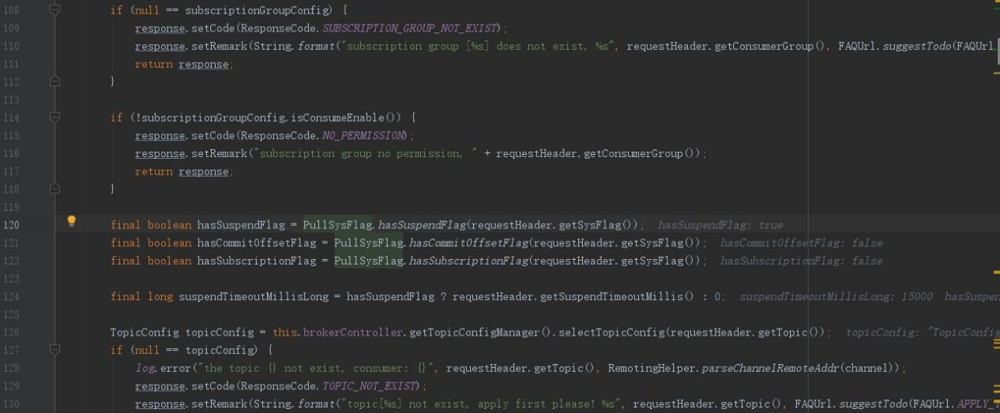 108 if (null == subscriptionGroupConfig) {
109 response.setCode(ResponseCode.SUBSCRIPTION_GROUP_NOT_EXIST);
110 response.setRemark(String.format("subscription group [%s] does not exist, %s", requestHeader.getConsumerGroup(), FAQUrl.suggestTodo(FAQUrl
111 return response;
112 }
113
114 if (!subscriptionGroupConfig.isConsumeEnable()) {
115 response.setCode(ResponseCode.NO_PERMISSION);
116 response.setRemark("subscription group no permission, " + requestHeader.getConsumerGroup());
117 return response;
118 }
119
120 final boolean hasSuspendFlag = PullSysFlag.hasSuspendFlag(requestHeader.getSysFlag()); hasSuspendFlag: true
121 final boolean hasCommitOffsetFlag = PullSysFlag.hasCommitOffsetFlag(requestHeader.getSysFlag()); hasCommitOffsetFlag: false
122 final boolean hasSubscriptionFlag = PullSysFlag.hasSubscriptionFlag(requestHeader.getSysFlag()); hasSubscriptionFlag: false
123
124 final long suspendTimeoutMillisLong = hasSuspendFlag ? requestHeader.getSuspendTimeoutMillis() : 0; suspendTimeoutMillisLong: 15000 hasSuspen
125
126 TopicConfig topicConfig = this.brokerController.getTopicConfigManager().selectTopicConfig(requestHeader.getTopic()); topicConfig: "TopicConfig
127 if (null == topicConfig) {
128 log.error("the topic {} not exist, consumer: {}", requestHeader.getTopic(), RemotingHelper.parseChannelRemoteAddr(channel));
129 response.setCode(ResponseCode.TOPIC_NOT_EXIST);
130 response.setRemark(String.format("topic[%s] not exist, apply first please! %s", requestHeader.getTopic(), FAQUrl.suggestTodo(FAQUrl.APPLY_T